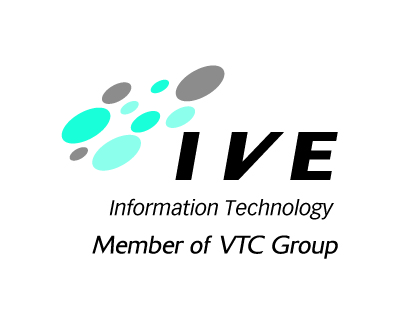 IVE
Information Technology
Member of VTC Group